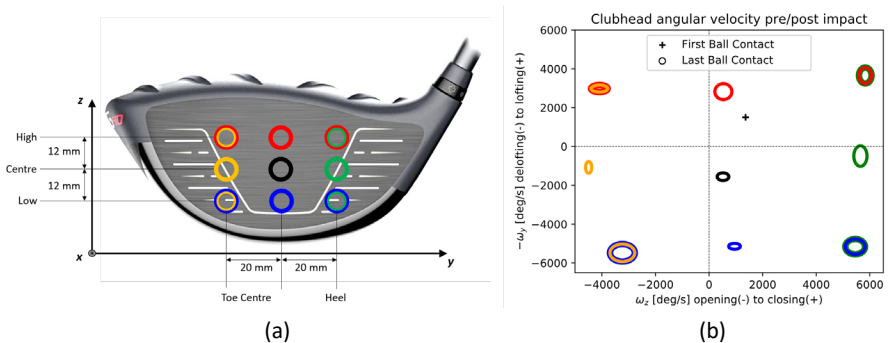 z
High
12 mm
Centre
12 mm
Low
x
y
20 mm
20 mm
Toe Centre
Heel
(a)
Clubhead angular velocity pre/post impact
First Ball Contact
Last Ball Contact
6000
4000
2000
0
−2000
−4000
−6000
−ωy [deg/s] delofting(-) to lofting(+)
−4000
−2000
0
2000
4000
6000
ωz [deg/s] opening(-) to closing(+)
(b)